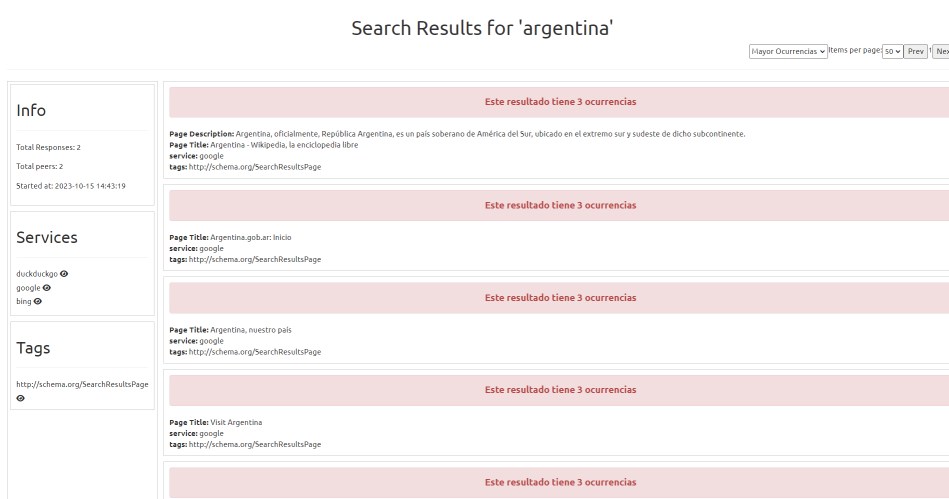 Search Results for 'argentina'
Mayor Ocurrencias Items per page: 50 Prev 1
Info
Total Responses: 2
Total peers: 2
Started at: 2023-10-15 14:43:19
Services
duckduckgo
google
bing
Tags
http://schema.org/SearchResultsPage
Este resultado tiene 3 ocurrencias
Page Description: Argentina, oficialmente, República Argentina, es un país soberano de América del Sur, ubicado en el extremo sur y sudeste de dicho subcontinente.
Page Title: Argentina - Wikipedia, la enciclopedia libre
service: google
tags: http://schema.org/SearchResultsPage
Este resultado tiene 3 ocurrencias
Page Title: Argentina.gob.ar: Inicio
service: google
tags: http://schema.org/SearchResultsPage
Este resultado tiene 3 ocurrencias
Page Title: Argentina, nuestro país
service: google
tags: http://schema.org/SearchResultsPage
Este resultado tiene 3 ocurrencias
Page Title: Visit Argentina
service: google
tags: http://schema.org/SearchResultsPage
Este resultado tiene 3 ocurrencias